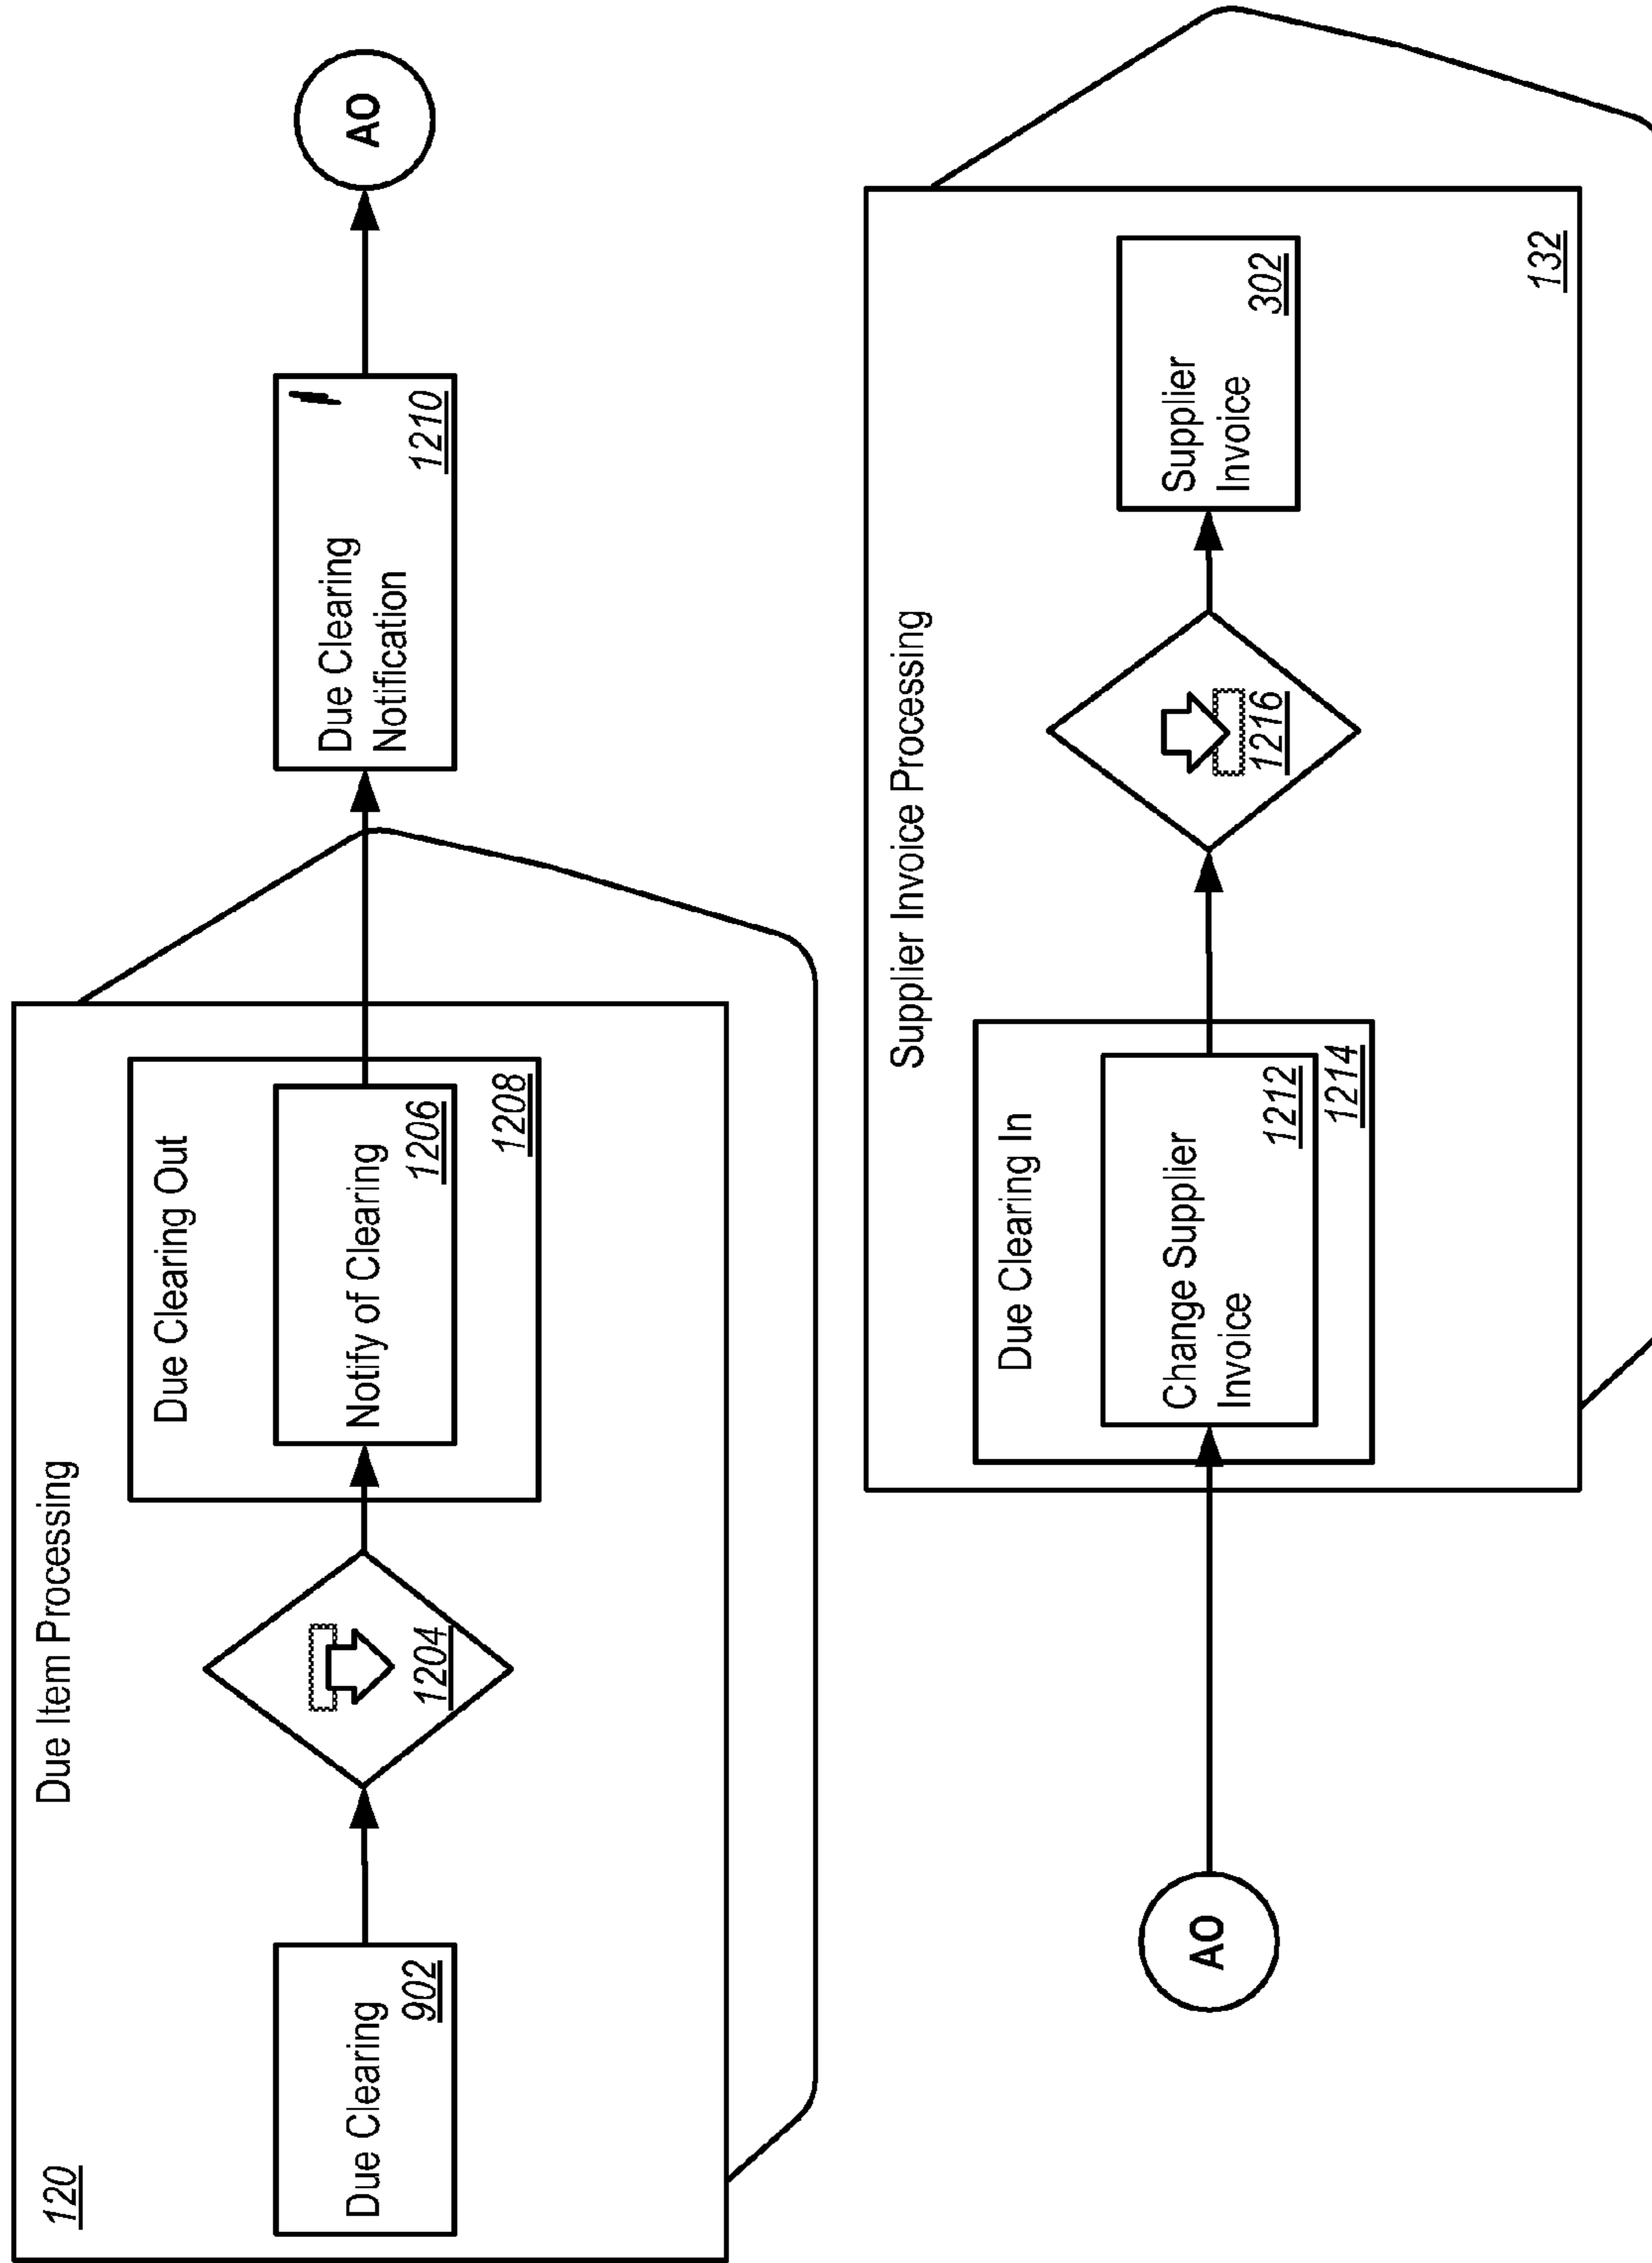 120
Due Item Processing
Due Clearing
902
1204
Due Clearing Out
Notify of Clearing
1206
1208
Due Clearing
Notification
1210
AO
AO
Supplier Invoice Processing
Due Clearing In
Change Supplier
Invoice
1212
1214
1216
Supplier
Invoice
302
132